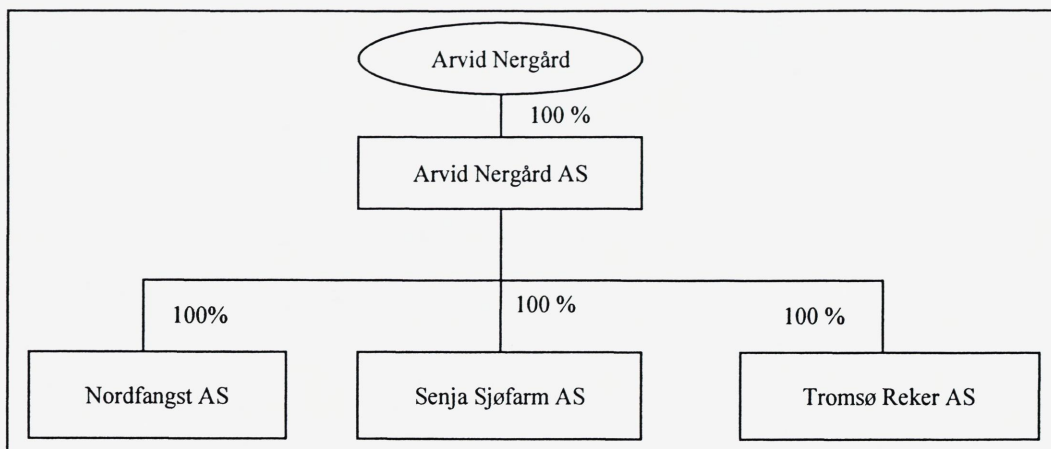 Arvid Nergård
100 %
Arvid Nergård AS
100%
100 %
100 %
Nordfangst AS
Senja Sjøfarm AS
Tromsø Reker AS